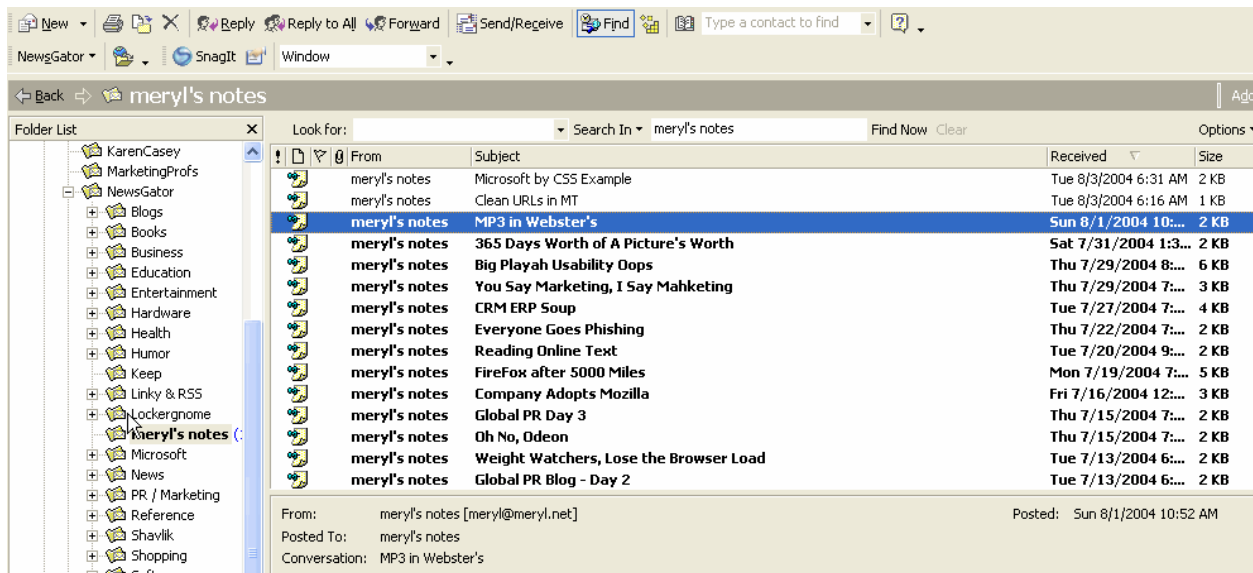 New Reply Reply to All Forward Send/Receive Find Type a contact to find
NewsGator SnagIt Window
Back meryl's notes
Folder List
KarenCasey
MarketingProfs
NewsGator
Blogs
Books
Business
Education
Entertainment
Hardware
Health
Humor
Keep
Linky & RSS
Lockergnome
meryl's notes
Microsoft
News
PR / Marketing
Reference
Shavlik
Shopping
Look for: Search In meryl's notes Find Now Clear Options
! From Subject Received Size
meryl's notes Microsoft by CSS Example Tue 8/3/2004 6:31 AM 2 KB
meryl's notes Clean URLs in MT Tue 8/3/2004 6:16 AM 1 KB
meryl's notes MP3 in Webster's Sun 8/1/2004 10:... 2 KB
meryl's notes 365 Days Worth of A Picture's Worth Sat 7/31/2004 1:3... 2 KB
meryl's notes Big Playah Usability Oops Thu 7/29/2004 8:... 6 KB
meryl's notes You Say Marketing, I Say Mahketing Thu 7/29/2004 7:... 3 KB
meryl's notes CRM ERP Soup Tue 7/27/2004 7:... 4 KB
meryl's notes Everyone Goes Phishing Thu 7/22/2004 7:... 2 KB
meryl's notes Reading Online Text Tue 7/20/2004 9:... 2 KB
meryl's notes FireFox after 5000 Miles Mon 7/19/2004 7:... 5 KB
meryl's notes Company Adopts Mozilla Fri 7/16/2004 12:... 3 KB
meryl's notes Global PR Day 3 Thu 7/15/2004 7:... 2 KB
meryl's notes Oh No, Odeon Thu 7/15/2004 7:... 2 KB
meryl's notes Weight Watchers, Lose the Browser Load Tue 7/13/2004 6:... 2 KB
meryl's notes Global PR Blog - Day 2 Tue 7/13/2004 6:... 2 KB
From: meryl's notes [meryl@meryl.net] Posted: Sun 8/1/2004 10:52 AM
Posted To: meryl's notes
Conversation: MP3 in Webster's